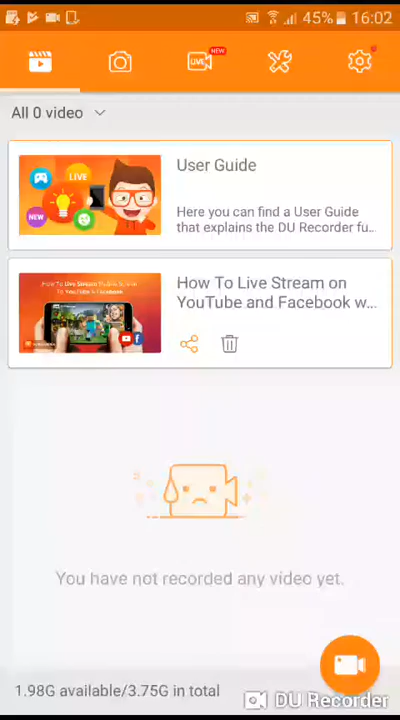 45% 16:02
LIVE NEW
All 0 video
LIVE
NEW
User Guide
Here you can find a User Guide
that explains the DU Recorder fu..
How To Live Stream on
YouTube and Facebook w...
You have not recorded any video yet.
1.98G available/3.75G in total
DU Recorder